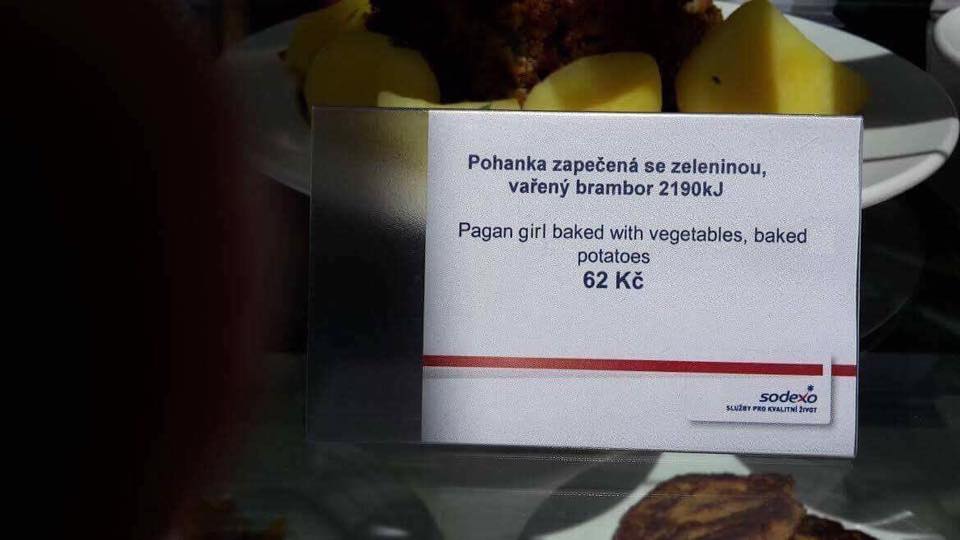 Pohanka zapečená se zeleninou,
vařený brambor 2190kJ
Pagan girl baked with vegetables, baked
potatoes
62 Kč
sodexo
SLUŽBY PRO KVALITNÍ ŽIVOT